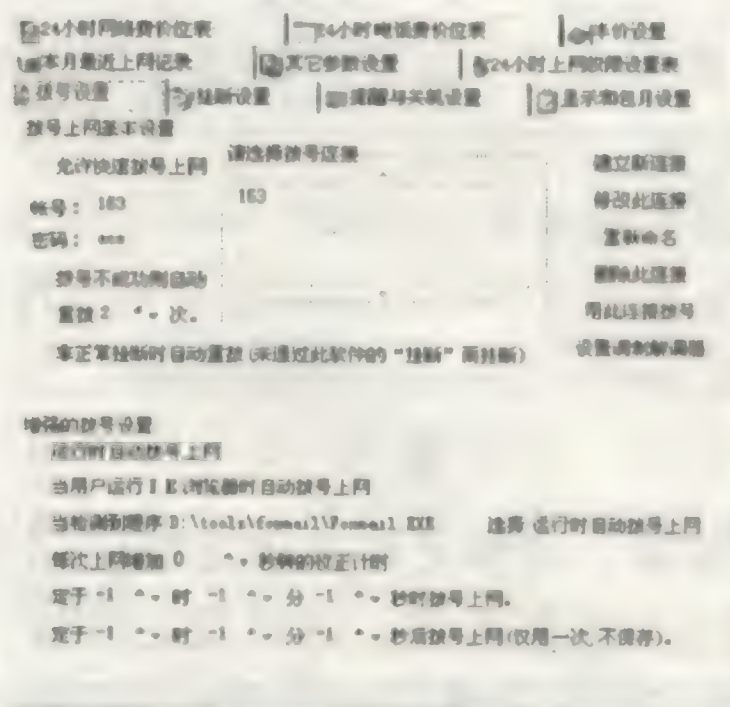 24小时网络费价位表 24小时电话费价位表 半价设置
本月最近上网记录 其它参数设置 24小时上网故障设置表
拨号设置 挂断设置 提醒与关机设置 显示和包月设置
拨号上网基本设置
允许快速拨号上网
请选择拨号连接
帐号: 163
密码: ***
163
拨号不成功则自动
重拨 2 次。
非正常挂断时自动重拨(未通过此软件的“挂断”而挂断)
建立新连接
修改此连接
重新命名
删除此连接
用此连接拨号
设置调制解调器
增强的拨号设置
运行时自动拨号上网
当用户运行IE浏览器时自动拨号上网
当检测到程序 D:\tools\foxmail\Foxmail EXE 选择 运行时自动拨号上网
每次上网增加 0 秒钟的校正计时
定于 -1 时 -1 分 -1 秒时拨号上网。
定于 -1 时 -1 分 -1 秒后拨号上网(仅用一次,不保存)。